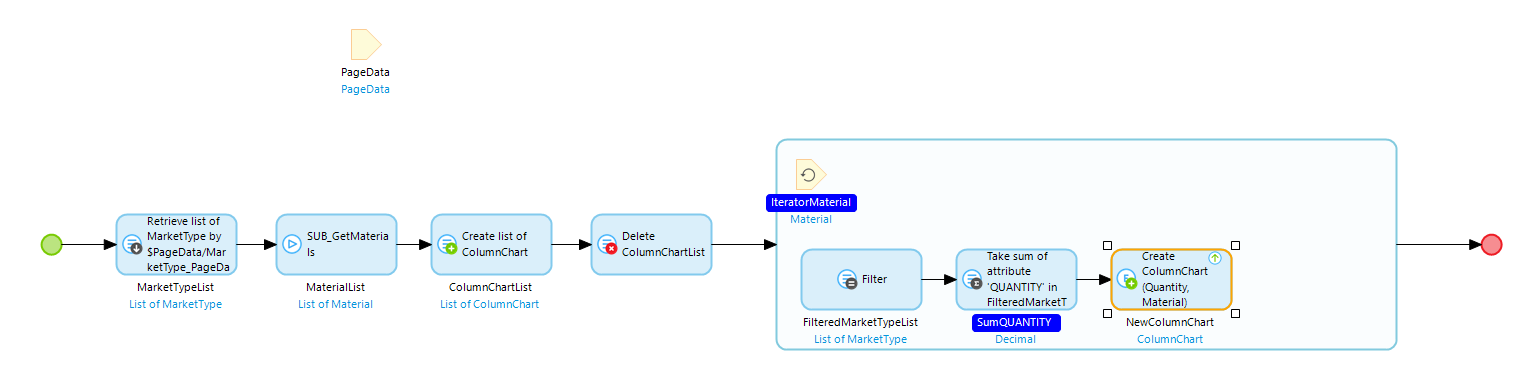 PageData
PageData
Retrieve list of
MarketType by
$PageData/Mar
ketType_PageDa
MarketTypeList
List of MarketType
SUB_GetMateria
ls
MaterialList
List of Material
Create list of
ColumnChart
ColumnChartList
List of ColumnChart
Delete
ColumnChartList
IteratorMaterial
Material
Filter
FilteredMarketTypeList
List of MarketType
Take sum of
attribute
'QUANTITY' in
FilteredMarketT
SumQUANTITY
Decimal
Create
ColumnChart
(Quantity,
Material)
NewColumnChart
ColumnChart